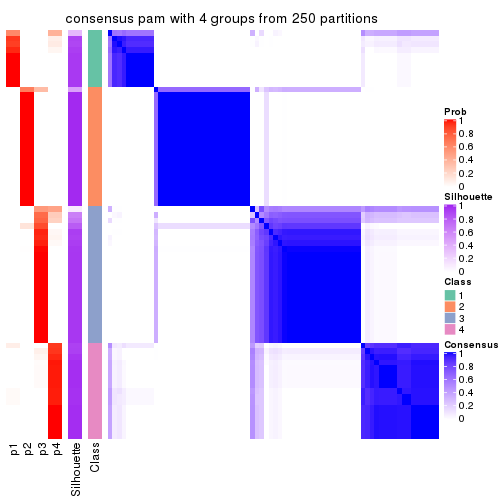 consensus pam with 4 groups from 250 partitions
Prob
1
0.8
0.6
0.4
0.2
0
Silhouette
1
0.8
0.6
0.4
0.2
0
Class
1
2
3
4
Consensus
1
0.8
0.6
0.4
0.2
0
p1
p2
p3
p4
Silhouette
Class